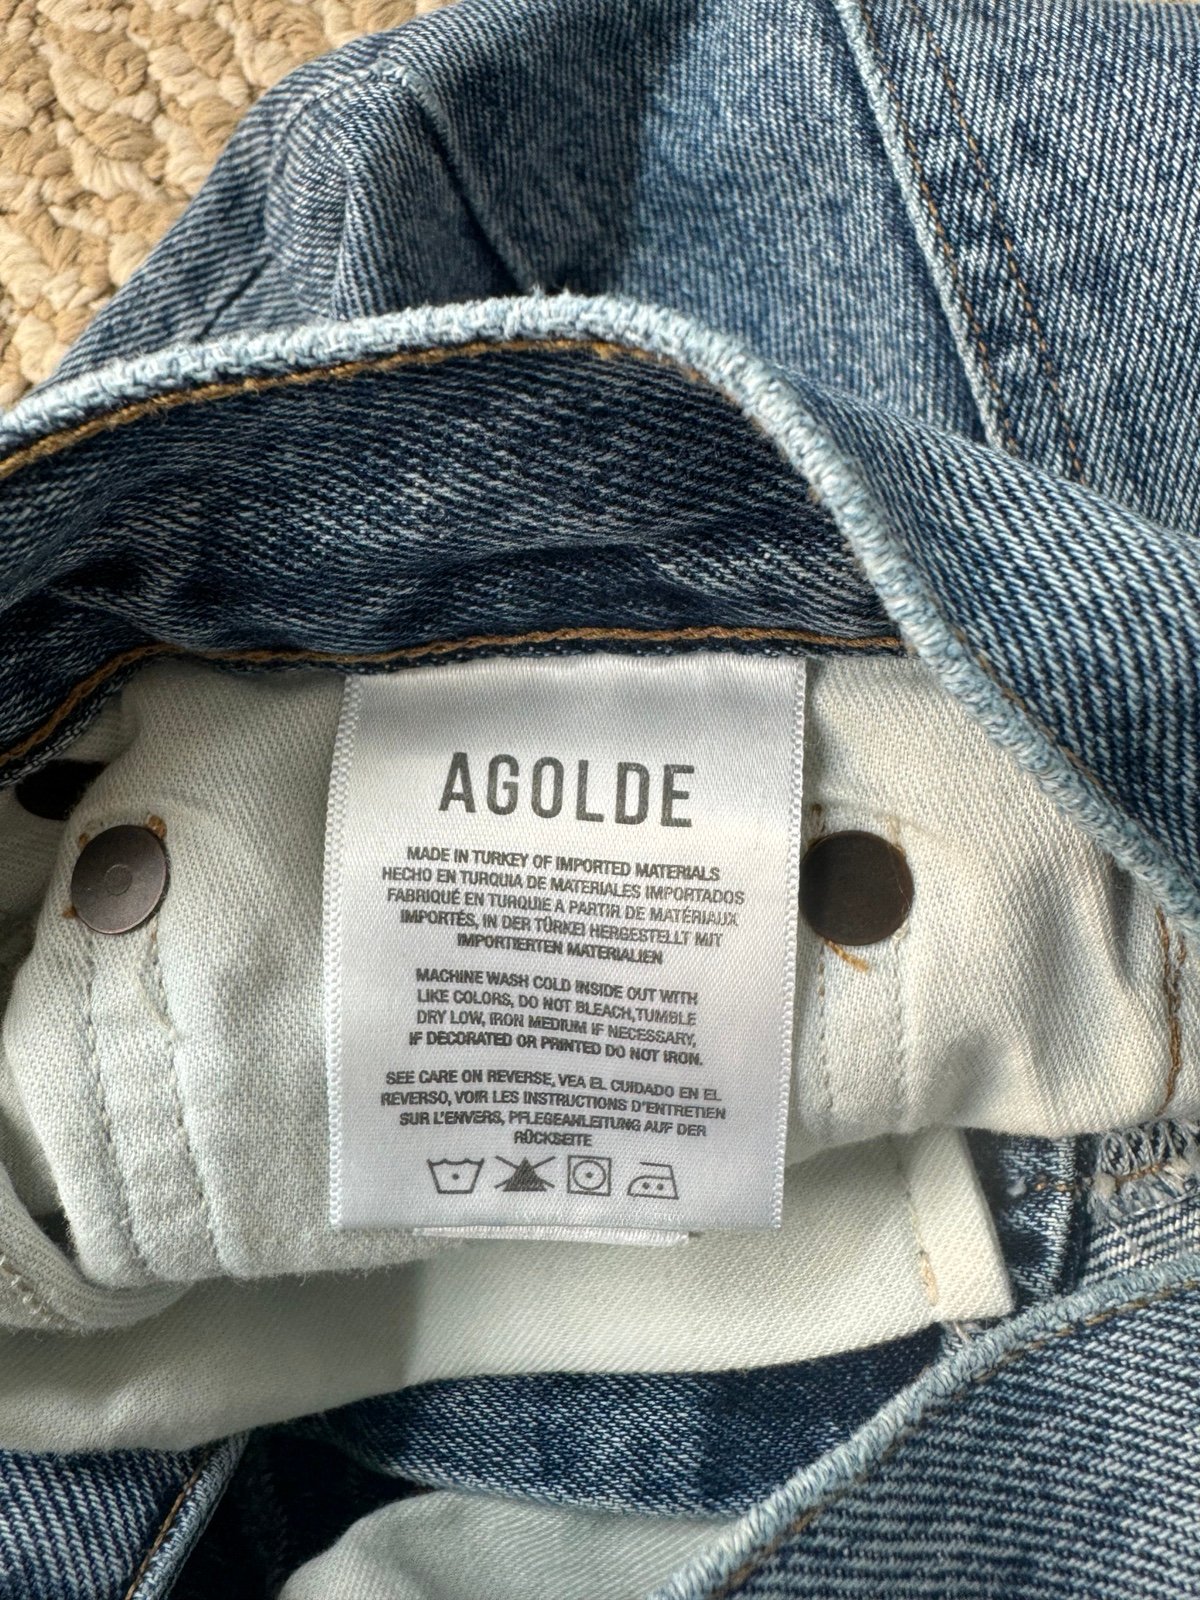 AGOLDE
MADE IN TURKEY OF IMPORTED MATERIALS
HECHO EN TURQUIA DE MATERIALES IMPORTADOS
FABRIQUÉ EN TURQUIE A PARTIR DE MATÉRIAUX
IMPORTÉS, IN DER TÜRKEI HERGESTELLT MIT
IMPORTIERTEN MATERIALIEN
MACHINE WASH COLD INSIDE OUT WITH
LIKE COLORS, DO NOT BLEACH, TUMBLE
DRY LOW, IRON MEDIUM IF NECESSARY,
IF DECORATED OR PRINTED DO NOT IRON.
SEE CARE ON REVERSE, VEA EL CUIDADO EN EL
REVERSO, VOIR LES INSTRUCTIONS D'ENTRETIEN
SUR L'ENVERS, PFLEGEANLEITUNG AUF DER
RÜCKSEITE